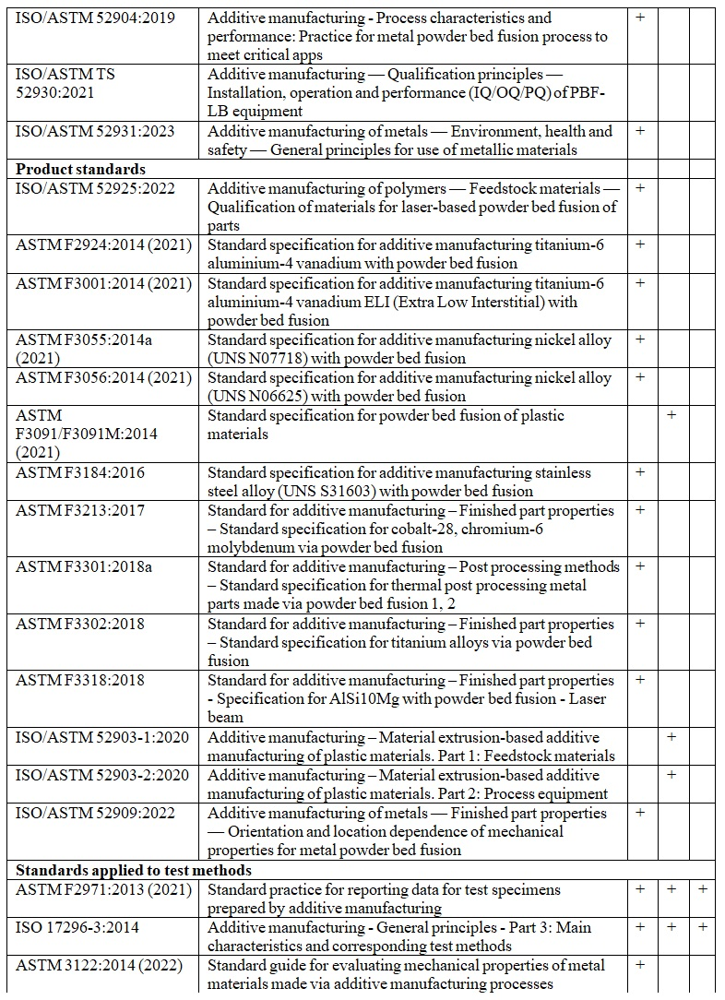 ISO/ASTM 52904:2019 Additive manufacturing - Process characteristics and +
performance: Practice for metal powder bed fusion process to
meet critical apps
ISO/ASTM TS Additive manufacturing — Qualification principles —
52930:2021 Installation, operation and performance (IQ/OQ/PQ) of PBF-
LB equipment
ISO/ASTM 52931:2023 Additive manufacturing of metals — Environment, health and +
safety — General principles for use of metallic materials
Product standards
ISO/ASTM 52925:2022 Additive manufacturing of polymers — Feedstock materials — +
Qualification of materials for laser-based powder bed fusion of
parts
ASTM F2924:2014 (2021) Standard specification for additive manufacturing titanium-6 +
aluminium-4 vanadium with powder bed fusion
ASTM F3001:2014 (2021) Standard specification for additive manufacturing titanium-6 +
aluminium-4 vanadium ELI (Extra Low Interstitial) with
powder bed fusion
ASTM F3055:2014a Standard specification for additive manufacturing nickel alloy +
(2021) (UNS N07718) with powder bed fusion
ASTM F3056:2014 (2021) Standard specification for additive manufacturing nickel alloy +
(UNS N06625) with powder bed fusion
ASTM Standard specification for powder bed fusion of plastic +
F3091/F3091M:2014 materials
(2021)
ASTM F3184:2016 Standard specification for additive manufacturing stainless +
steel alloy (UNS S31603) with powder bed fusion
ASTM F3213:2017 Standard for additive manufacturing – Finished part properties +
– Standard specification for cobalt-28, chromium-6
molybdenum via powder bed fusion
ASTM F3301:2018a Standard for additive manufacturing – Post processing methods +
– Standard specification for thermal post processing metal
parts made via powder bed fusion 1, 2
ASTM F3302:2018 Standard for additive manufacturing – Finished part properties +
– Standard specification for titanium alloys via powder bed
fusion
ASTM F3318:2018 Standard for additive manufacturing – Finished part properties +
- Specification for AlSi10Mg with powder bed fusion - Laser
beam
ISO/ASTM 52903-1:2020 Additive manufacturing – Material extrusion-based additive +
manufacturing of plastic materials. Part 1: Feedstock materials
ISO/ASTM 52903-2:2020 Additive manufacturing – Material extrusion-based additive +
manufacturing of plastic materials. Part 2: Process equipment
ISO/ASTM 52909:2022 Additive manufacturing of metals — Finished part properties +
— Orientation and location dependence of mechanical
properties for metal powder bed fusion
Standards applied to test methods
ASTM F2971:2013 (2021) Standard practice for reporting data for test specimens + + +
prepared by additive manufacturing
ISO 17296-3:2014 Additive manufacturing - General principles - Part 3: Main + + +
characteristics and corresponding test methods
ASTM 3122:2014 (2022) Standard guide for evaluating mechanical properties of metal +
materials made via additive manufacturing processes